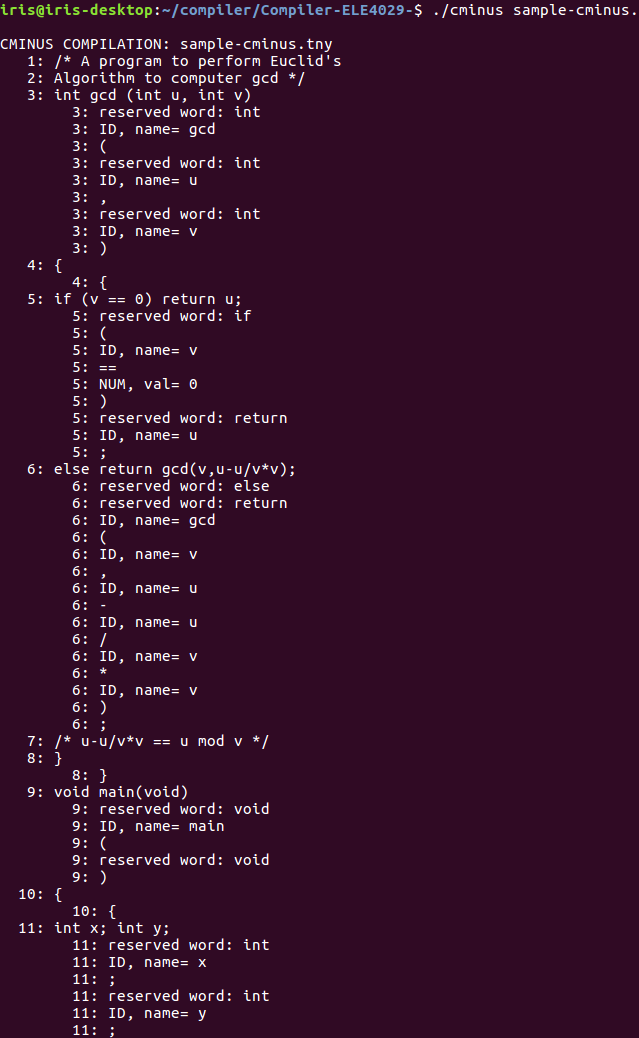 iris@iris-desktop:~/compiler/Compiler-ELE4029-$ ./cminus sample-cminus.
CMINUS COMPILATION: sample-cminus.tny
1: /* A program to perform Euclid's
2: Algorithm to computer gcd */
3: int gcd (int u, int v)
3: reserved word: int
3: ID, name= gcd
3: (
3: reserved word: int
3: ID, name= u
3: ,
3: reserved word: int
3: ID, name= v
3: )
4: {
4: {
5: if (v == 0) return u;
5: reserved word: if
5: (
5: ID, name= v
5: ==
5: NUM, val= 0
5: )
5: reserved word: return
5: ID, name= u
5: ;
6: else return gcd(v,u-u/v*v);
6: reserved word: else
6: reserved word: return
6: ID, name= gcd
6: (
6: ID, name= v
6: ,
6: ID, name= u
6: -
6: ID, name= u
6: /
6: ID, name= v
6: *
6: ID, name= v
6: )
6: ;
7: /* u-u/v*v == u mod v */
8: }
8: }
9: void main(void)
9: reserved word: void
9: ID, name= main
9: (
9: reserved word: void
9: )
10: {
10: {
11: int x; int y;
11: reserved word: int
11: ID, name= x
11: ;
11: reserved word: int
11: ID, name= y
11: ;